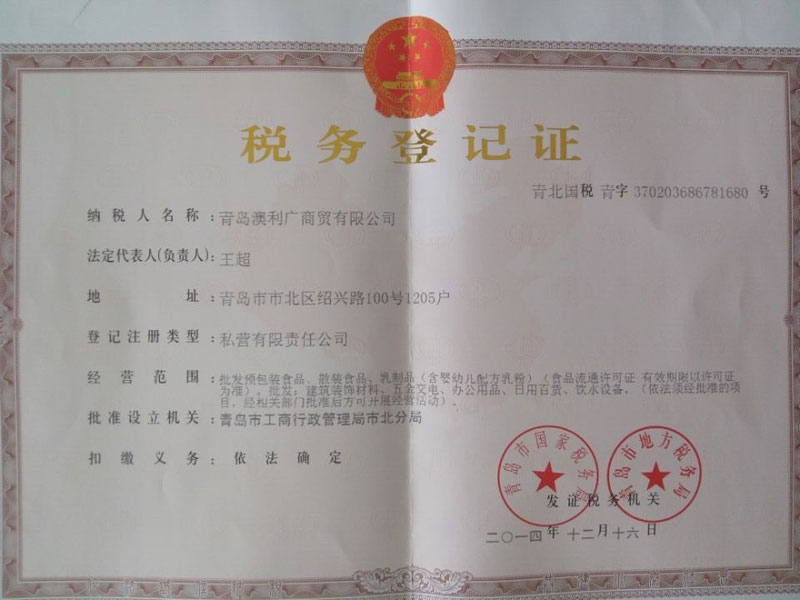 税务登记证
青北国税 青字 370203686781680 号
纳税人名称：青岛澳利广商贸有限公司
法定代表人(负责人)：王超
地址：青岛市市北区绍兴路100号1205户
登记注册类型：私营有限责任公司
经营范围：批发预包装食品、散装食品、乳制品（含婴幼儿配方乳粉）（食品流通许可证 有效期限以许可证
为准），批发：建筑装饰材料、五金交电、办公用品、日用百货、饮水设备。（依法须经批准的项
目，经相关部门批准后方可开展经营活动）、
批准设立机关：青岛市工商行政管理局市北分局
扣缴义务：依法确定
青岛市国家税务局
青岛市地方税务局
发证税务机关
二〇一四年十二月十六日